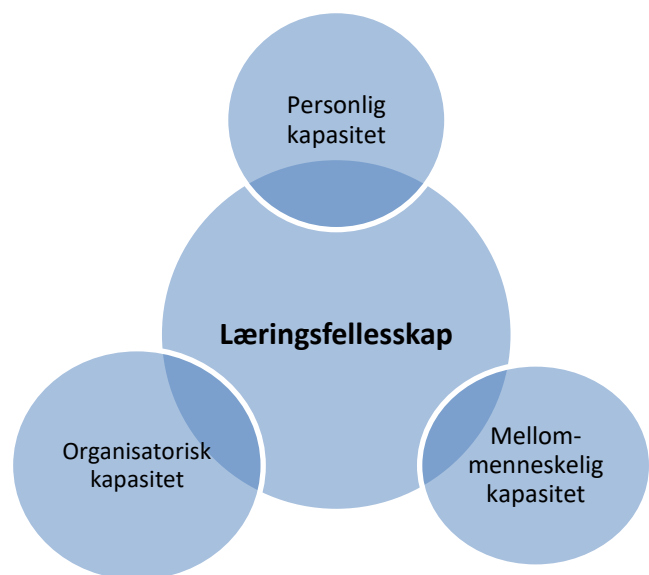 Personlig
kapasitet
Læringsfellesskap
Organisatorisk
kapasitet
Mellom-
menneskelig
kapasitet